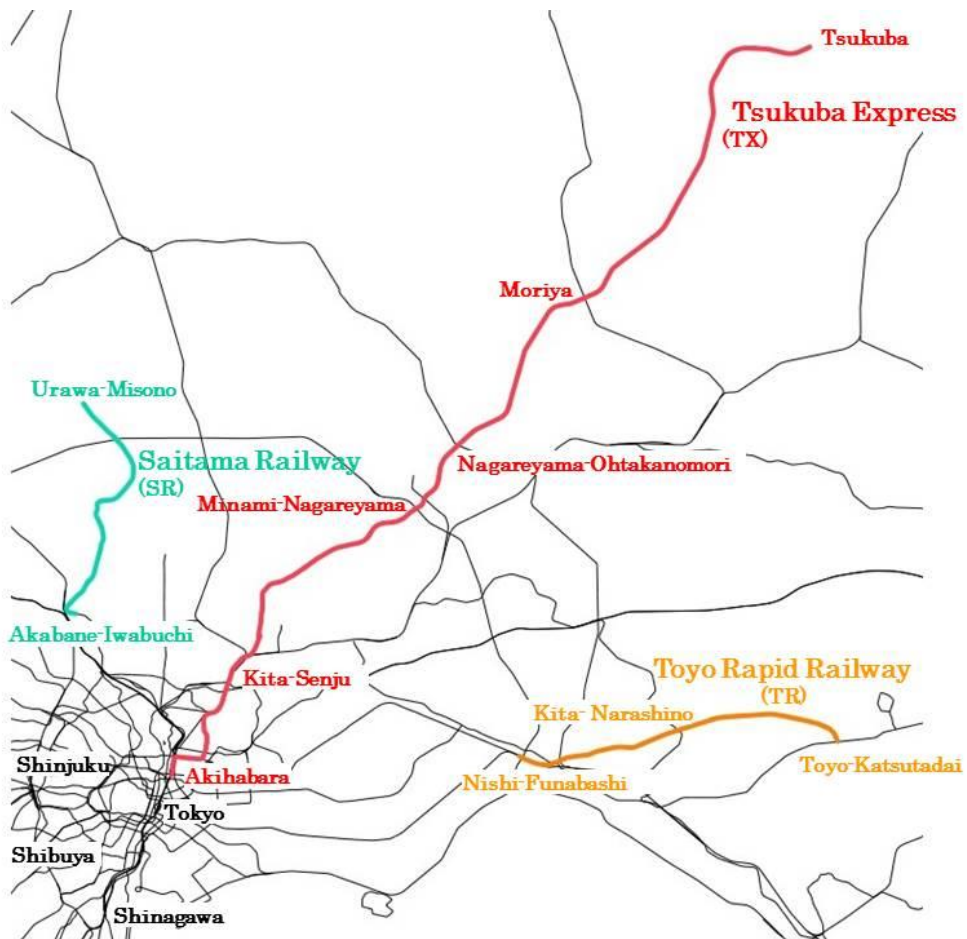 Tsukuba
Tsukuba Express
(TX)
Moriya
Urawa-Misono
Saitama Railway
(SR)
Nagareyama-Ohtakanomori
Minami-Nagareyama
Akabane-Iwabuchi
Kita-Senju
Toyo Rapid Railway
(TR)
Kita- Narashino
Shinjuku
Akihabara
Nishi-Funabashi
Toyo-Katsutadai
Tokyo
Shibuya
Shinagawa